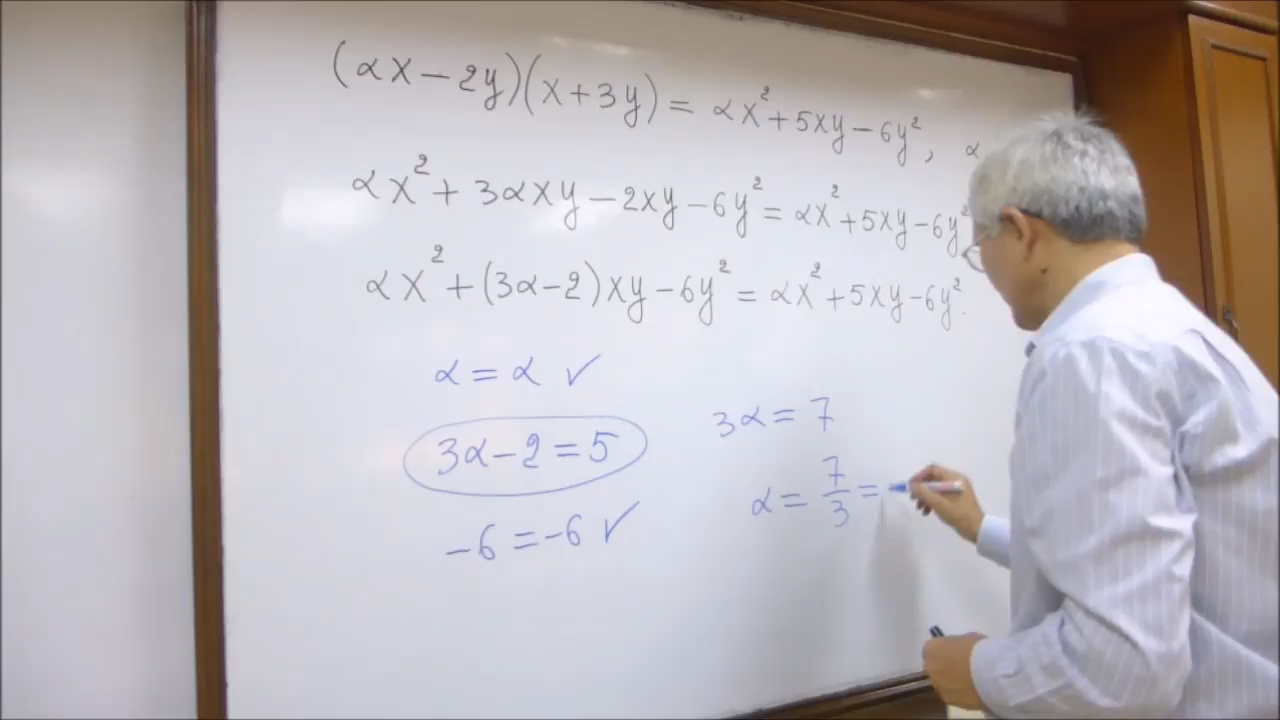 (αx − 2y)(x + 3y) = αx² + 5xy − 6y², α
αx² + 3αxy − 2xy − 6y² = αx² + 5xy − 6y²
αx² + (3α − 2)xy − 6y² = αx² + 5xy − 6y².
α = α ✓
3α − 2 = 5
−6 = −6 ✓
3α = 7
α = 7/3 =